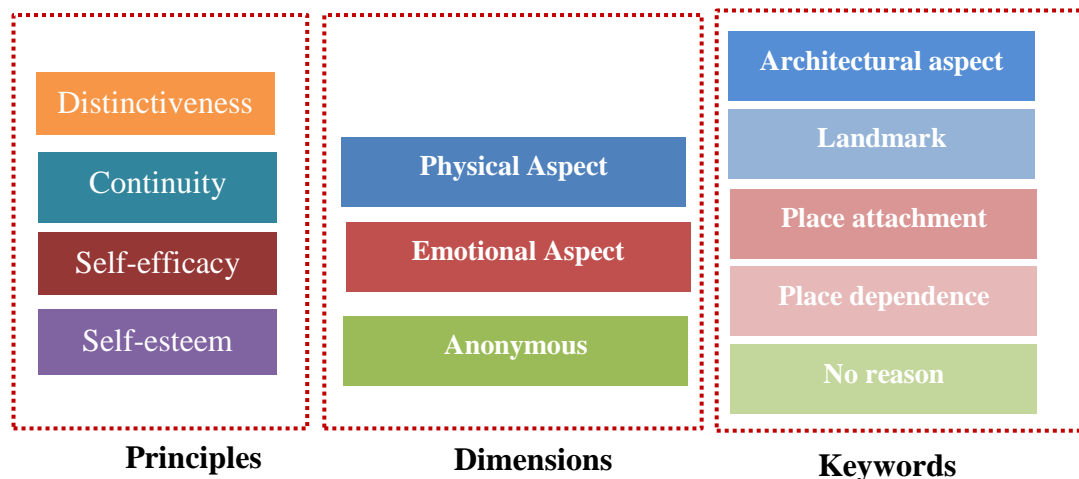 Distinctiveness
Continuity
Self-efficacy
Self-esteem
Principles
Physical Aspect
Emotional Aspect
Anonymous
Dimensions
Architectural aspect
Landmark
Place attachment
Place dependence
No reason
Keywords